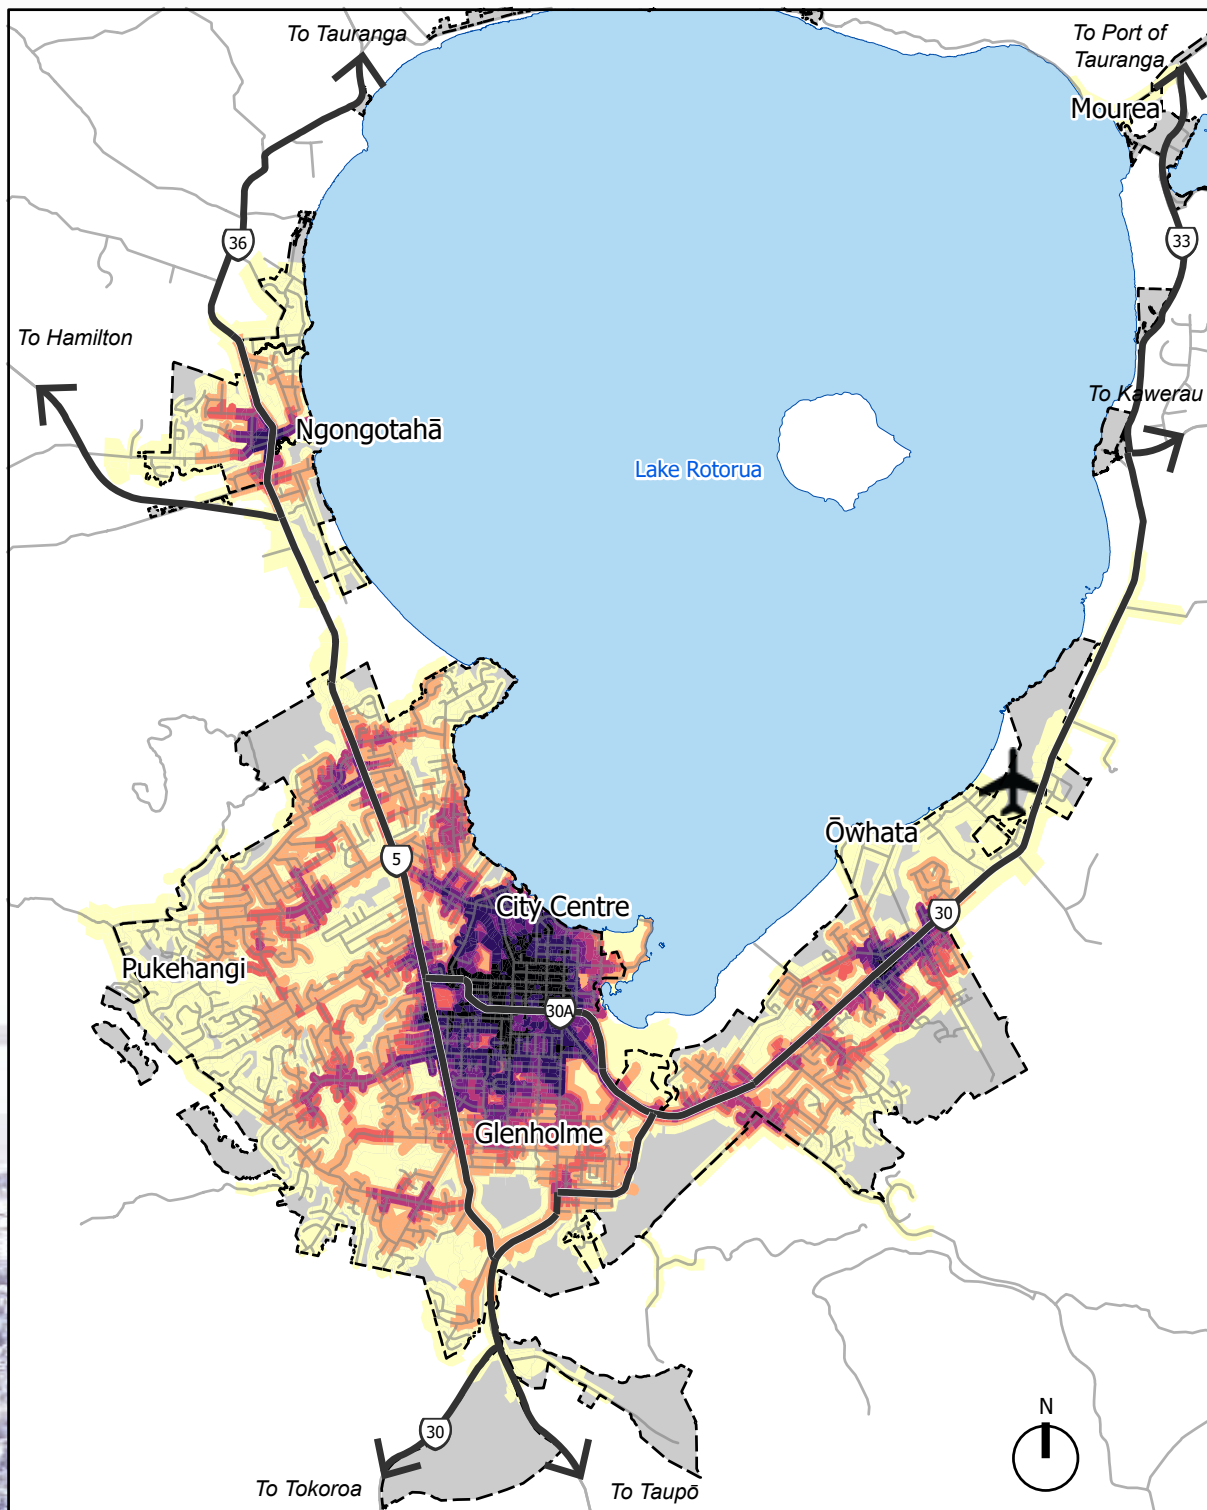 To Tauranga
To Port of
Tauranga
Mourea
36
33
To Hamilton
To Kawerau
Ngongotahā
Lake Rotorua
Ōwhata
5
City Centre
30
Pukehangi
30A
Glenholme
N
30
To Tokoroa
To Taupō